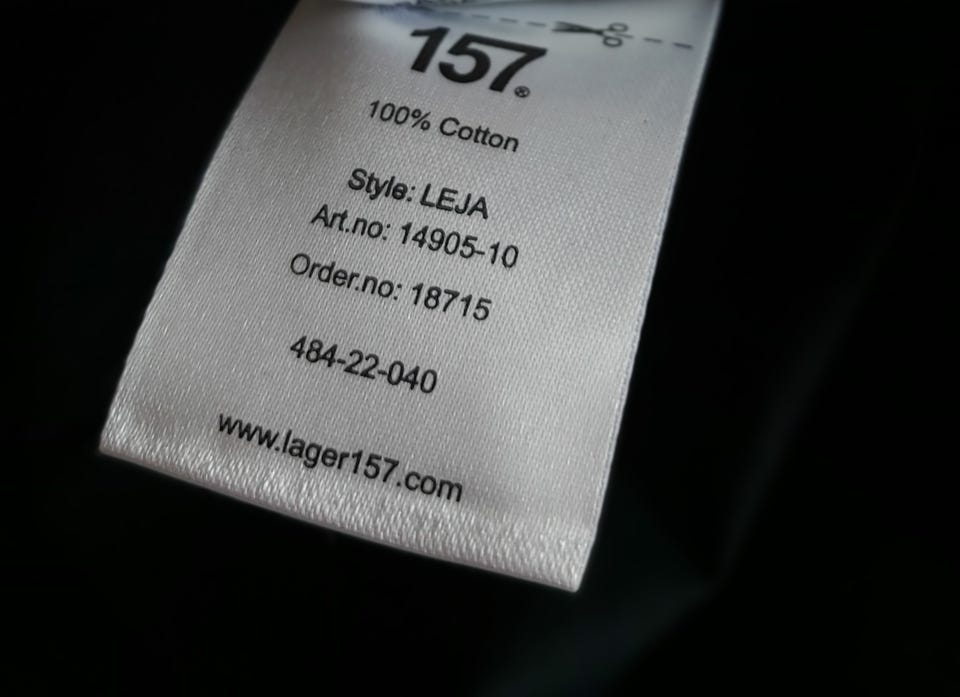 157®
100% Cotton
Style: LEJA
Art.no: 14905-10
Order.no: 18715
484-22-040
www.lager157.com